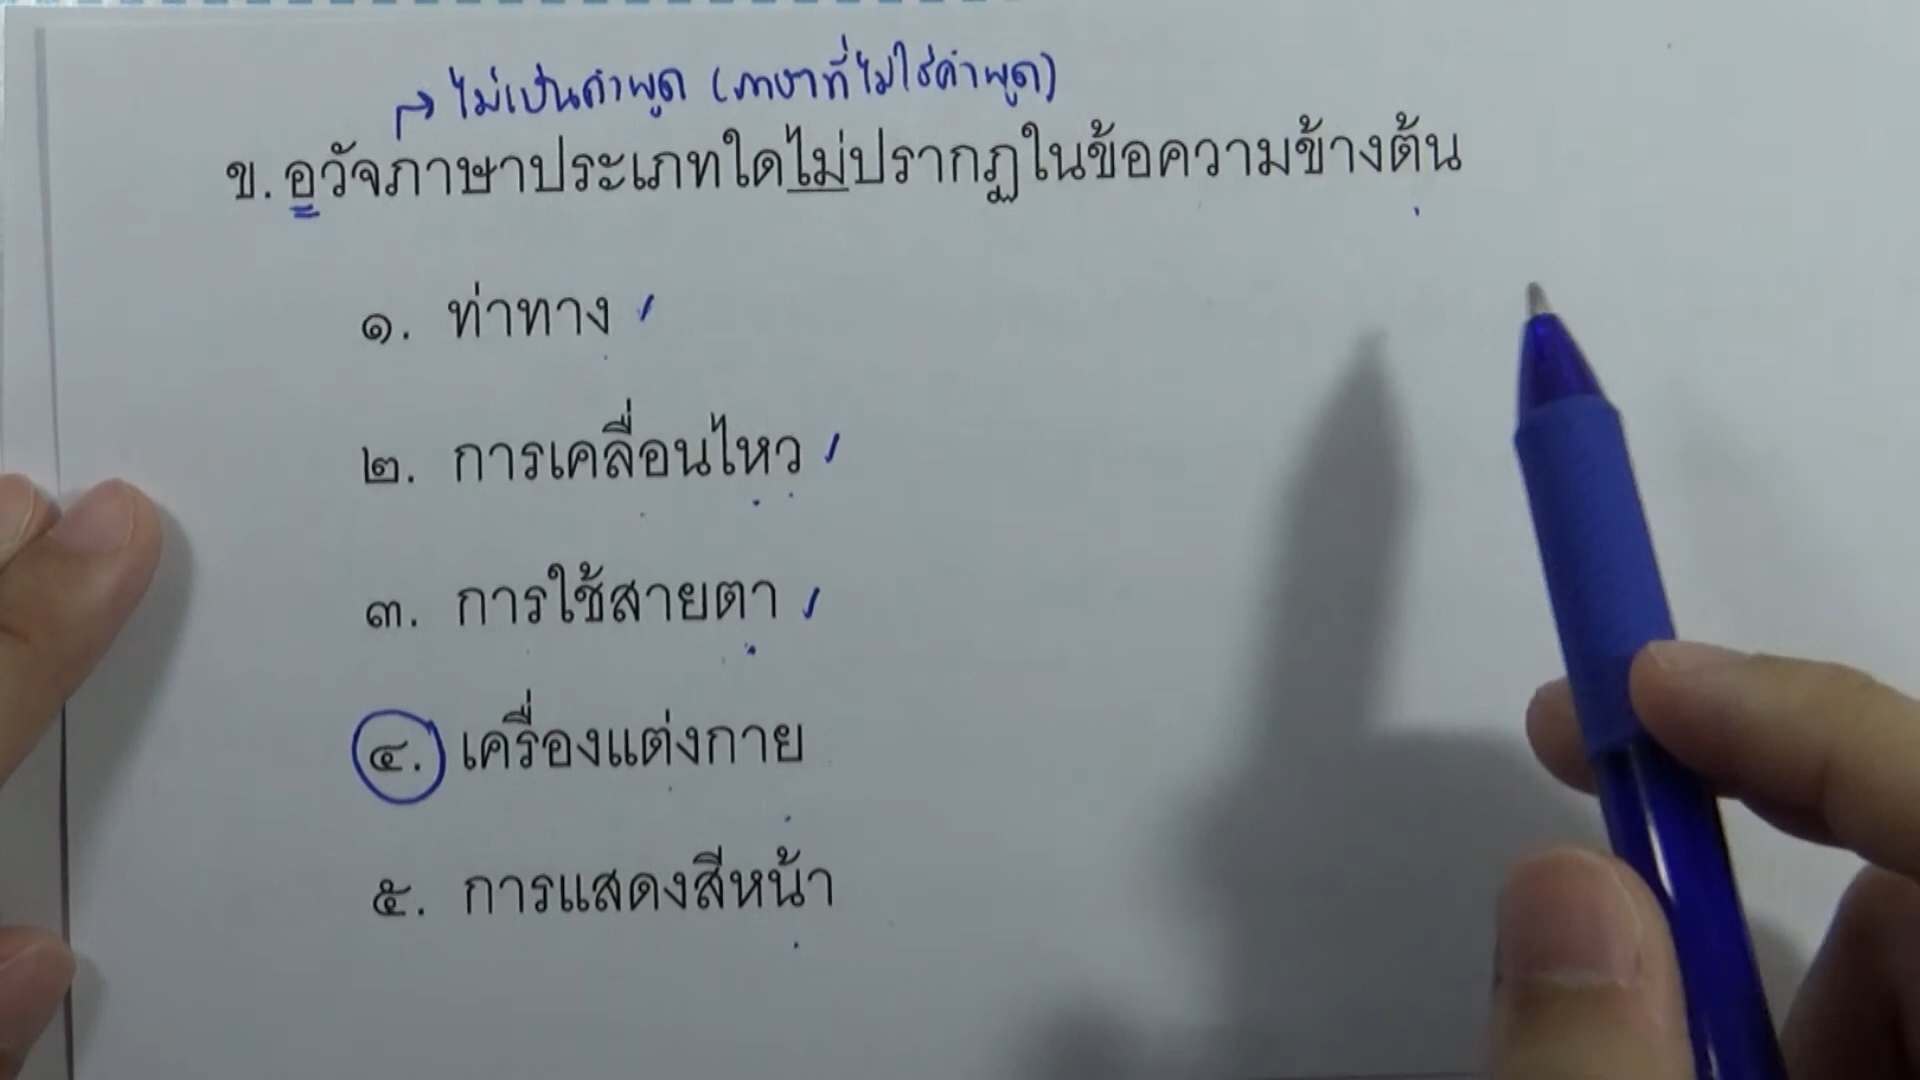 → ไม่เป็นคำพูด (ภาษาที่ไม่ใช่คำพูด)
ข. อวัจภาษาประเภทใดไม่ปรากฏในข้อความข้างต้น
๑. ท่าทาง
๒. การเคลื่อนไหว
๓. การใช้สายตา
๔. เครื่องแต่งกาย
๕. การแสดงสีหน้า